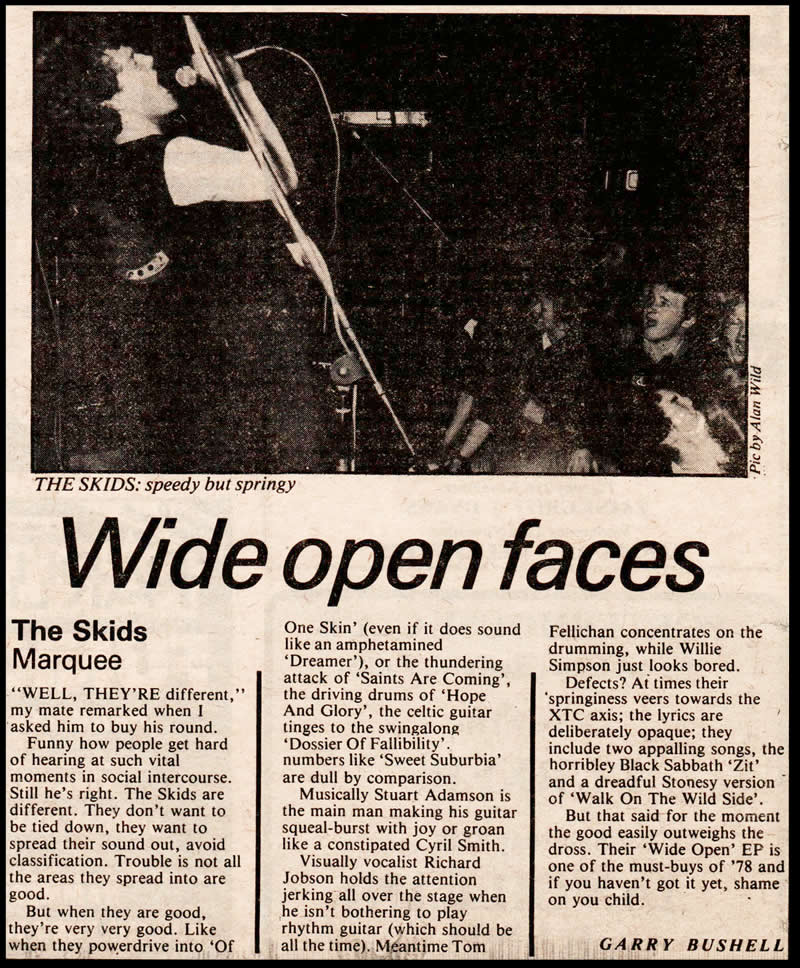 Pic by Alan Wild
THE SKIDS: speedy but springy
Wide open faces
The Skids
Marquee
"WELL, THEY'RE different,"
my mate remarked when I
asked him to buy his round.
Funny how people get hard
of hearing at such vital
moments in social intercourse.
Still he's right. The Skids are
different. They don't want to
be tied down, they want to
spread their sound out, avoid
classification. Trouble is not all
the areas they spread into are
good.
But when they are good,
they're very very good. Like
when they powerdrive into 'Of
One Skin' (even if it does sound
like an amphetamined
'Dreamer'), or the thundering
attack of 'Saints Are Coming',
the driving drums of 'Hope
And Glory', the celtic guitar
tinges to the swingalong
'Dossier Of Fallibility'.
numbers like 'Sweet Suburbia'
are dull by comparison.
Musically Stuart Adamson is
the main man making his guitar
squeal-burst with joy or groan
like a constipated Cyril Smith.
Visually vocalist Richard
Jobson holds the attention
jerking all over the stage when
he isn't bothering to play
rhythm guitar (which should be
all the time). Meantime Tom
Fellichan concentrates on the
drumming, while Willie
Simpson just looks bored.
Defects? At times their
'springiness veers towards the
XTC axis; the lyrics are
deliberately opaque; they
include two appalling songs, the
horribley Black Sabbath 'Zit'
and a dreadful Stonesy version
of 'Walk On The Wild Side'.
But that said for the moment
the good easily outweighs the
dross. Their 'Wide Open' EP is
one of the must-buys of '78 and
if you haven't got it yet, shame
on you child.
GARRY BUSHELL